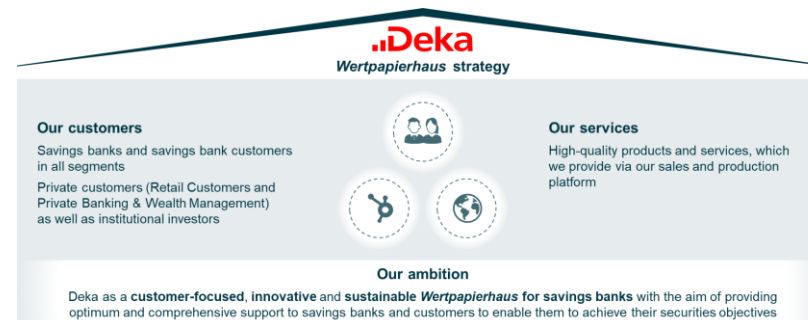 Deka
Wertpapierhaus strategy
Our customers
Savings banks and savings bank customers
in all segments
Private customers (Retail Customers and
Private Banking & Wealth Management)
as well as institutional investors
Our services
High-quality products and services, which
we provide via our sales and production
platform
Our ambition
Deka as a customer-focused, innovative and sustainable Wertpapierhaus for savings banks with the aim of providing
optimum and comprehensive support to savings banks and customers to enable them to achieve their securities objectives